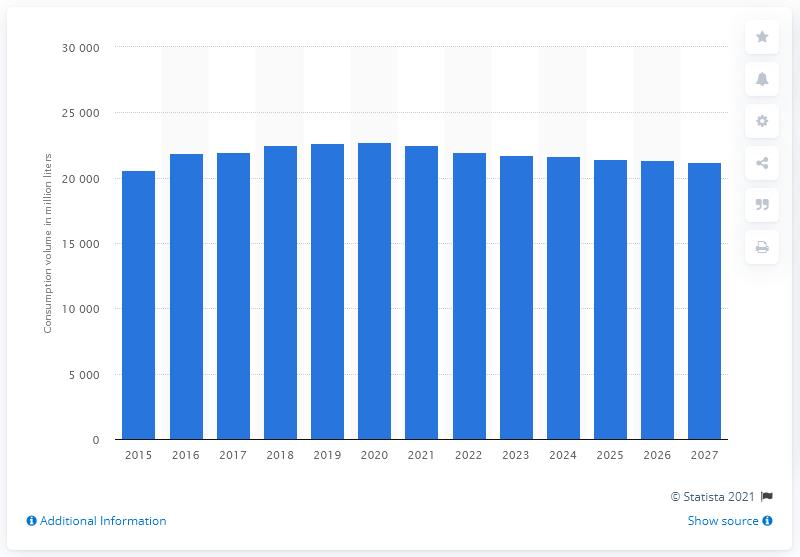 30 000
25 000
20 000
15 000
10 000
5 000
0
Consumption volume in million liters
2015 2016 2017 2018 2019 2020 2021 2022 2023 2024 2025 2026 2027
© Statista 2021
Additional Information
Show source